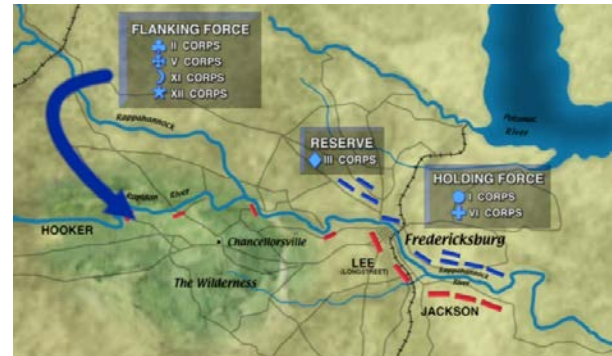 FLANKING FORCE
II CORPS
V CORPS
XI CORPS
XII CORPS
Rappahannock
Potomac
River
RESERVE
III CORPS
HOLDING FORCE
I CORPS
VI CORPS
Rapidan River
HOOKER
Chancellorsville
Fredericksburg
LEE
(LONGSTREET)
Rappahannock
River
The Wilderness
JACKSON